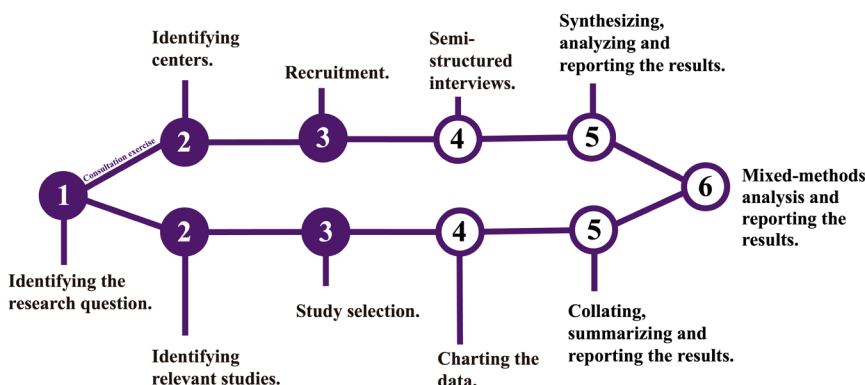 Identifying
centers.
Recruitment.
Semi-
structured
interviews.
Synthesizing,
analyzing and
reporting the results.
Consultation exercise
2
3
4
5
1
6
Mixed-methods
analysis and
reporting the
results.
2
3
4
5
Identifying the
research question.
Identifying
relevant studies.
Study selection.
Charting the
data.
Collating,
summarizing and
reporting the results.